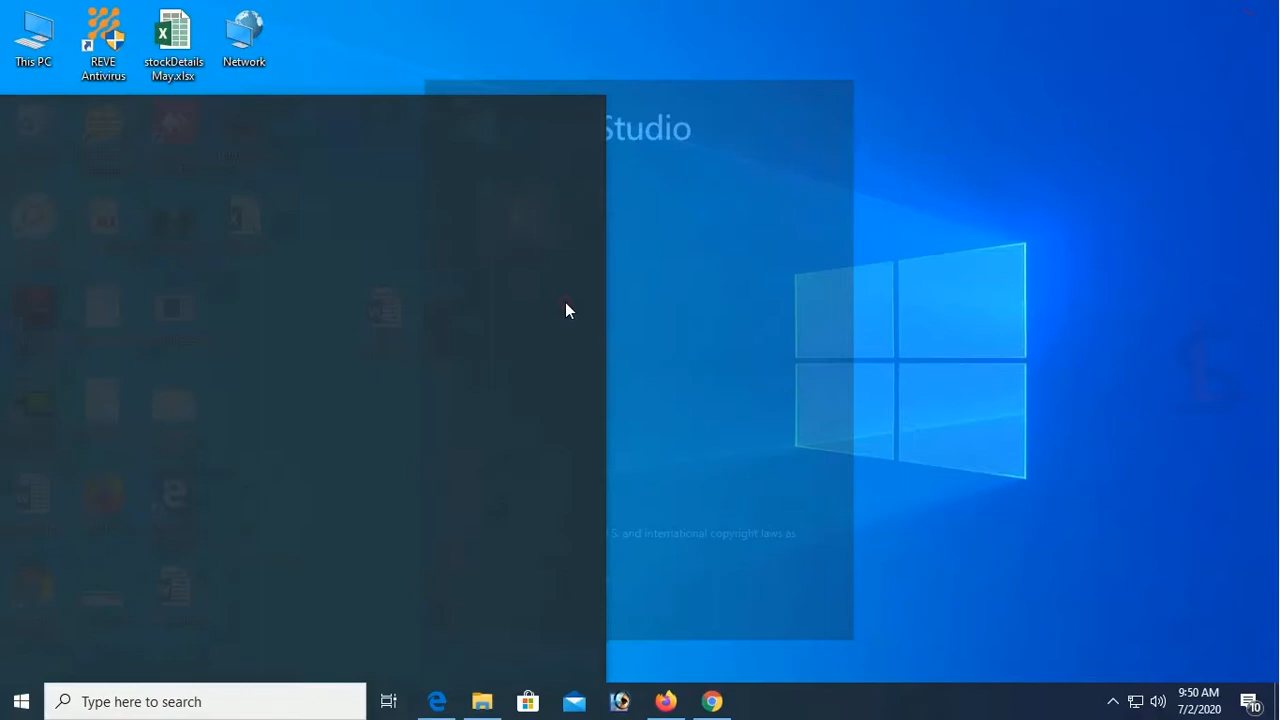 This PC
REVE
Antivirus
stockDetails
May.xlsx
Network
Studio
S. and international copyright laws as
Type here to search
9:50 AM
7/2/2020
10